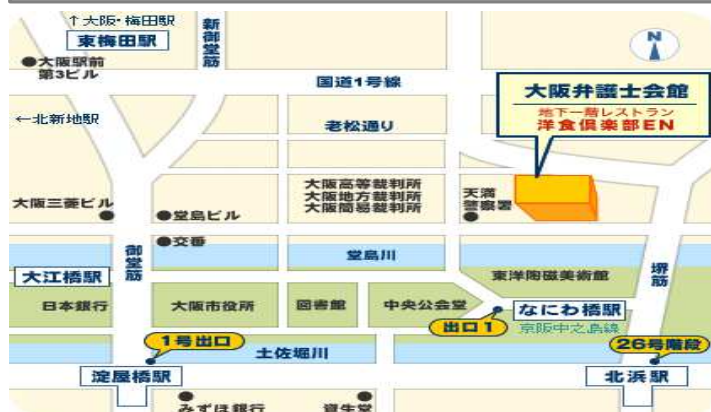 ↑大阪・梅田駅
東梅田駅
新御堂筋
N
●大阪駅前
第3ビル
国道1号線
大阪弁護士会館
地下一階レストラン
洋食倶楽部EN
←北新地駅
老松通り
大阪高等裁判所
大阪地方裁判所
大阪簡易裁判所
天満
警察署
大阪三菱ビル
堂島ビル
交番
御堂筋
堂島川
大江橋駅
東洋陶磁美術館
堺筋
日本銀行
大阪市役所
図書館
中央公会堂
なにわ橋駅
出口1
京阪中之島線
1号出口
土佐堀川
26号階段
淀屋橋駅
北浜駅
みずほ銀行
資生堂